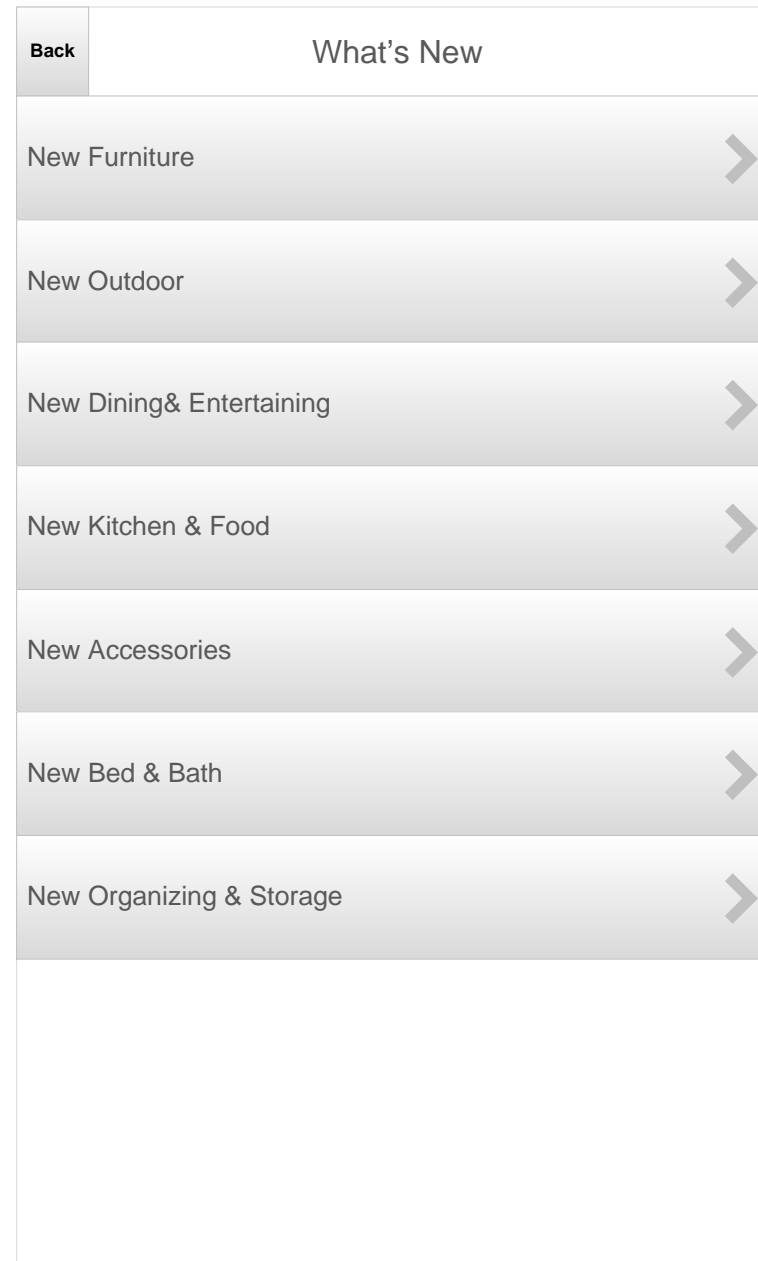 Back
What’s New
New Furniture
New Outdoor
New Dining& Entertaining
New Kitchen & Food
New Accessories
New Bed & Bath
New Organizing & Storage